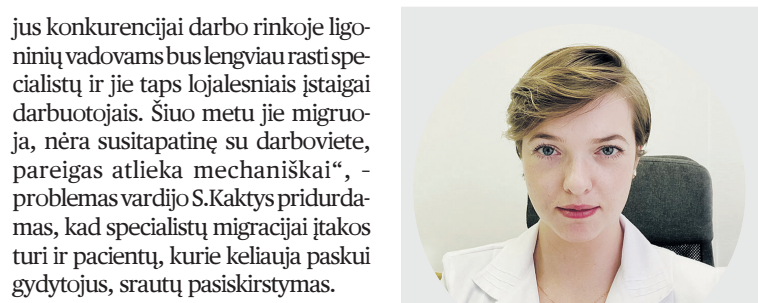 jus konkurencijai darbo rinkoje ligo-
ninių vadovams bus lengviau rasti spe-
cialistų ir jie taps lojalesniais įstaigai
darbuotojais. Šiuo metu jie migruo-
ja, nėra susitapatinę su darboviete,
pareigas atlieka mechaniškai“, -
problemas vardijo S.Kaktys pridurda-
mas, kad specialistų migracijai įtakos
turi ir pacientų, kurie keliauja paskui
gydytojus, srautų pasiskirstymas.